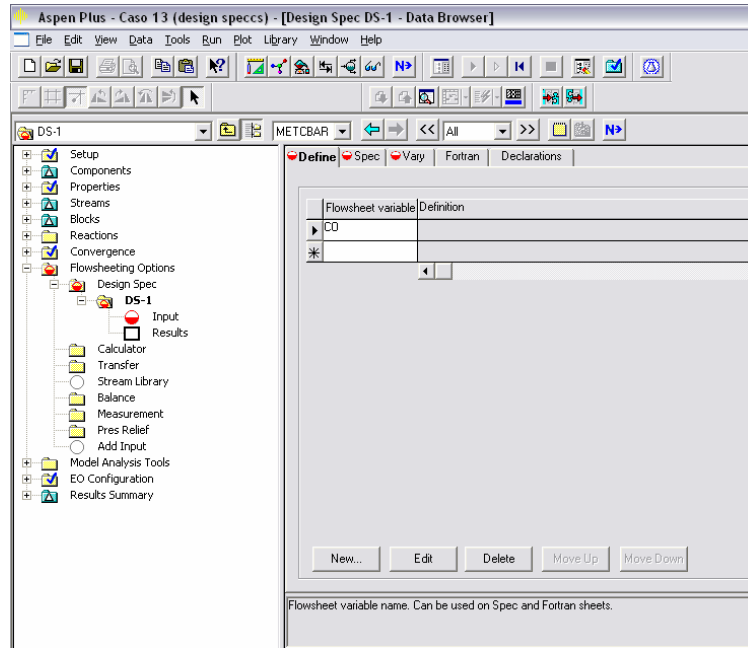 Aspen Plus - Caso 13 (design speccs) - [Design Spec DS-1 - Data Browser]
File Edit View Data Tools Run Plot Library Window Help
N»
DS-1 METCBAR << All >> N»
Setup
Components
Properties
Streams
Blocks
Reactions
Convergence
Flowsheeting Options
Design Spec
DS-1
Input
Results
Calculator
Transfer
Stream Library
Balance
Measurement
Pres Relief
Add Input
Model Analysis Tools
EO Configuration
Results Summary
Define Spec Vary Fortran Declarations
Flowsheet variable Definition
CO
New... Edit Delete Move Up Move Down
Flowsheet variable name. Can be used on Spec and Fortran sheets.